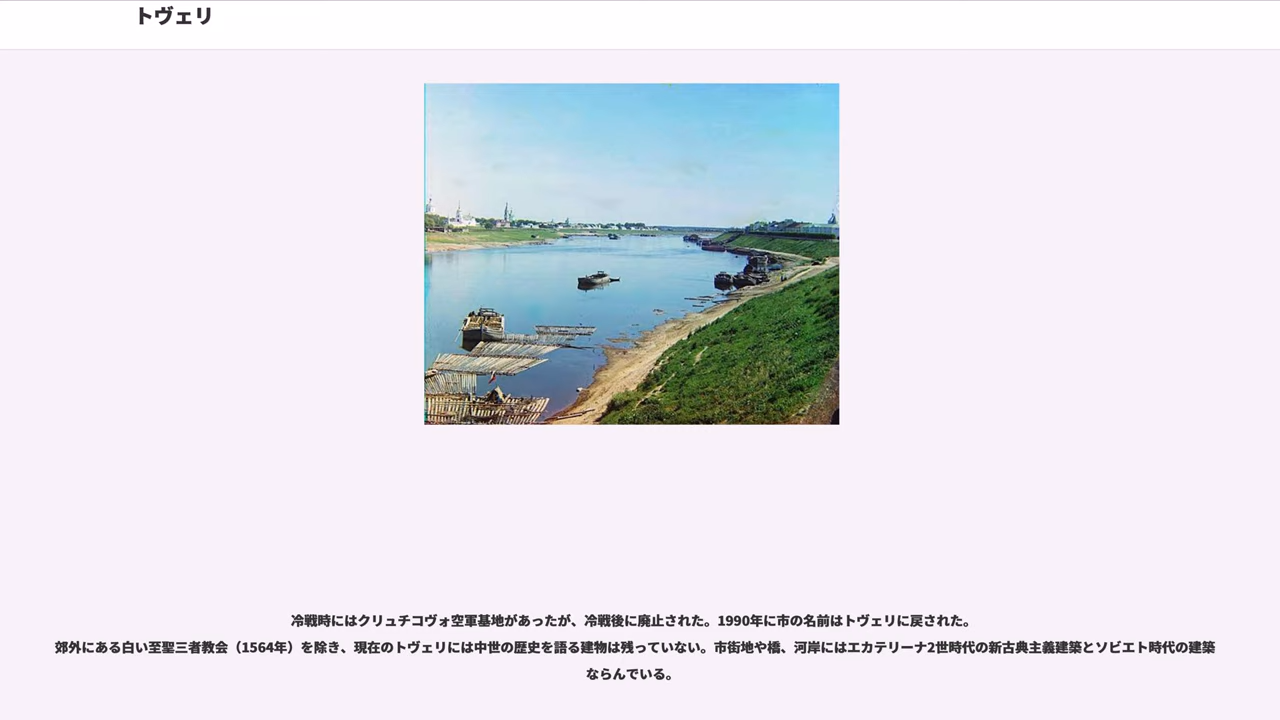 トヴェリ
冷戦時にはクリュチコヴォ空軍基地があったが、冷戦後に廃止された。1990年に市の名前はトヴェリに戻された。
郊外にある白い至聖三者教会（1564年）を除き、現在のトヴェリには中世の歴史を語る建物は残っていない。市街地や橋、河岸にはエカテリーナ2世時代の新古典主義建築とソビエト時代の建築
ならんでいる。